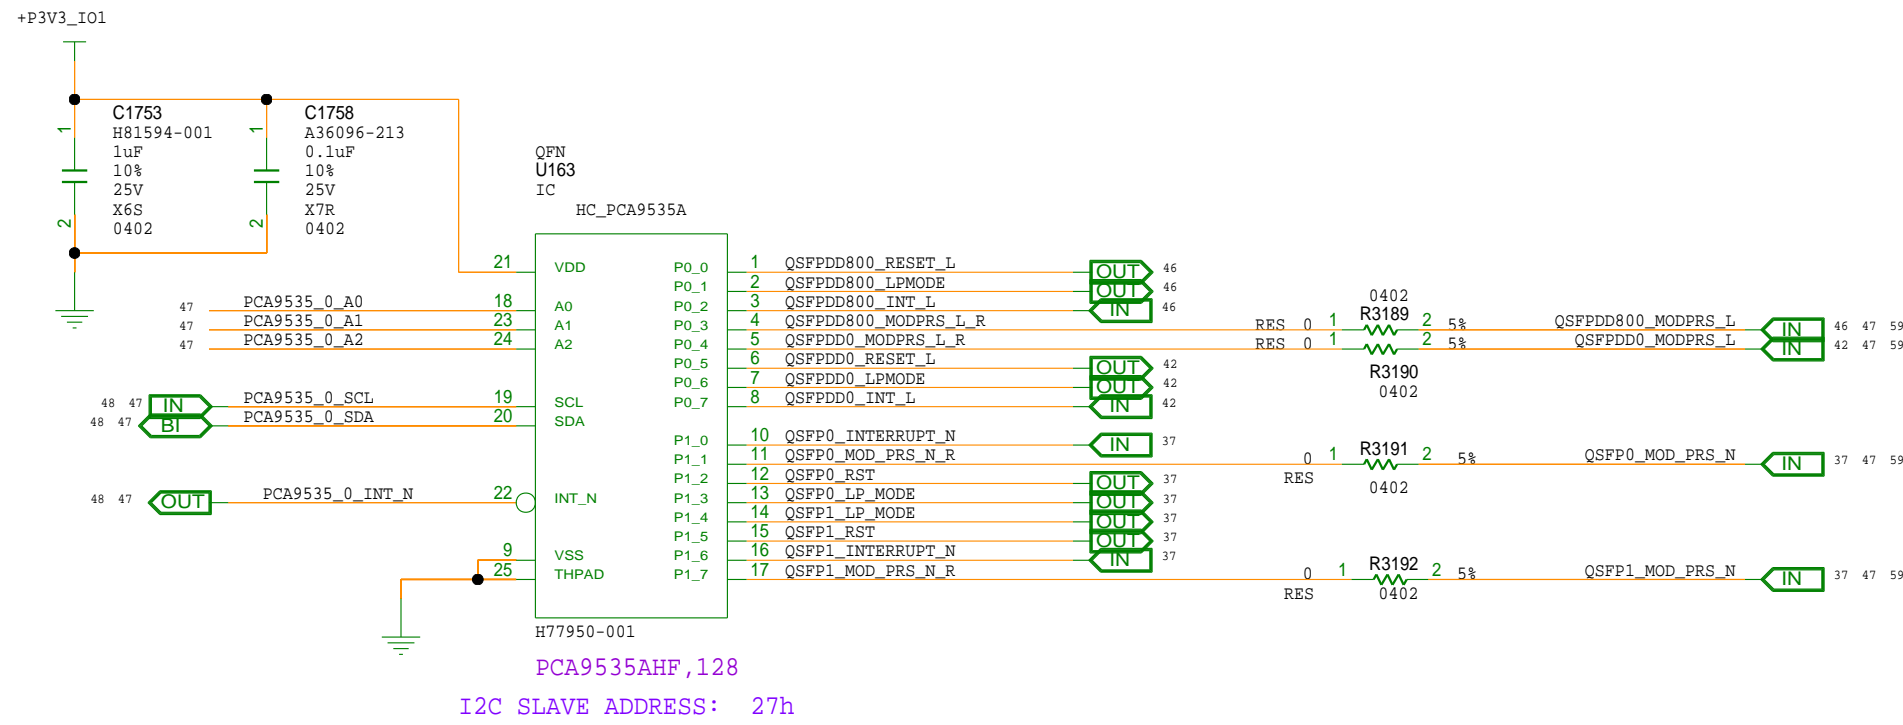 +P3V3_IO1
C1753
H81594-001
1uF
10%
25V
X6S
0402
1
2
C1758
A36096-213
0.1uF
10%
25V
X7R
0402
1
2
QFN
U163
IC
HC_PCA9535A
21 VDD
47 PCA9535_0_A0 18 A0
47 PCA9535_0_A1 23 A1
47 PCA9535_0_A2 24 A2
48 47 IN PCA9535_0_SCL 19 SCL
48 47 BI PCA9535_0_SDA 20 SDA
48 47 OUT PCA9535_0_INT_N 22 INT_N
9 VSS
25 THPAD
P0_0 1 QSFPDD800_RESET_L OUT 46
P0_1 2 QSFPDD800_LPMODE OUT 46
P0_2 3 QSFPDD800_INT_L IN 46
0402
R3189
P0_3 4 QSFPDD800_MODPRS_L_R RES 0 1 2 5% QSFPDD800_MODPRS_L IN 46 47 59
P0_4 5 QSFPDD0_MODPRS_L_R RES 0 1 2 5% QSFPDD0_MODPRS_L IN 42 47 59
R3190
0402
P0_5 6 QSFPDD0_RESET_L OUT 42
P0_6 7 QSFPDD0_LPMODE OUT 42
P0_7 8 QSFPDD0_INT_L IN 42
P1_0 10 QSFP0_INTERRUPT_N IN 37
P1_1 11 QSFP0_MOD_PRS_N_R 0 1 R3191 2 5% QSFP0_MOD_PRS_N IN 37 47 59
RES 0402
P1_2 12 QSFP0_RST OUT 37
P1_3 13 QSFP0_LP_MODE OUT 37
P1_4 14 QSFP1_LP_MODE OUT 37
P1_5 15 QSFP1_RST OUT 37
P1_6 16 QSFP1_INTERRUPT_N IN 37
P1_7 17 QSFP1_MOD_PRS_N_R 0 1 R3192 2 5% QSFP1_MOD_PRS_N IN 37 47 59
RES 0402
H77950-001
PCA9535AHF,128
I2C SLAVE ADDRESS: 27h